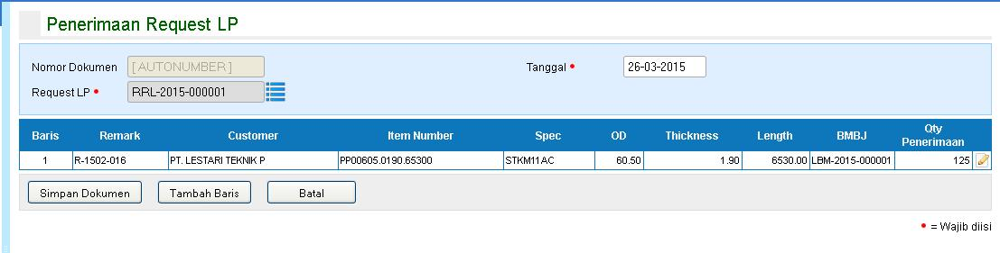 Penerimaan Request LP
Nomor Dokumen [ AUTONUMBER ] Tanggal • 26-03-2015
Request LP • RRL-2015-000001
Baris Remark Customer Item Number Spec OD Thickness Length BMBJ Qty Penerimaan
1 R-1502-016 PT. LESTARI TEKNIK P PP00605.0190.65300 STKM11AC 60.50 1.90 6530.00 LBM-2015-000001 125
Simpan Dokumen Tambah Baris Batal
• = Wajib diisi